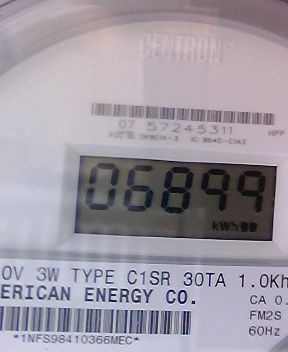 CENTRON®
07 57245311
HPP
06899
kWh
0V 3W TYPE C1SR 30TA 1.0Kh
ERICAN ENERGY CO.
CA 0.
FM2S
60Hz
*1NFS98410366MEC*